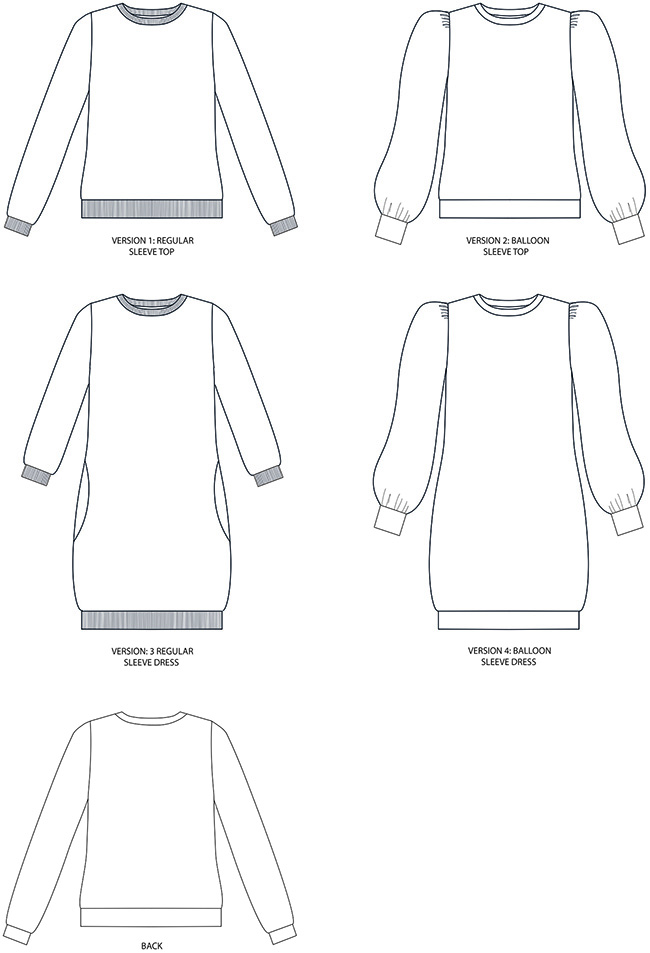 VERSION 1: REGULAR
SLEEVE TOP
VERSION 2: BALLOON
SLEEVE TOP
VERSION: 3 REGULAR
SLEEVE DRESS
VERSION 4: BALLOON
SLEEVE DRESS
BACK